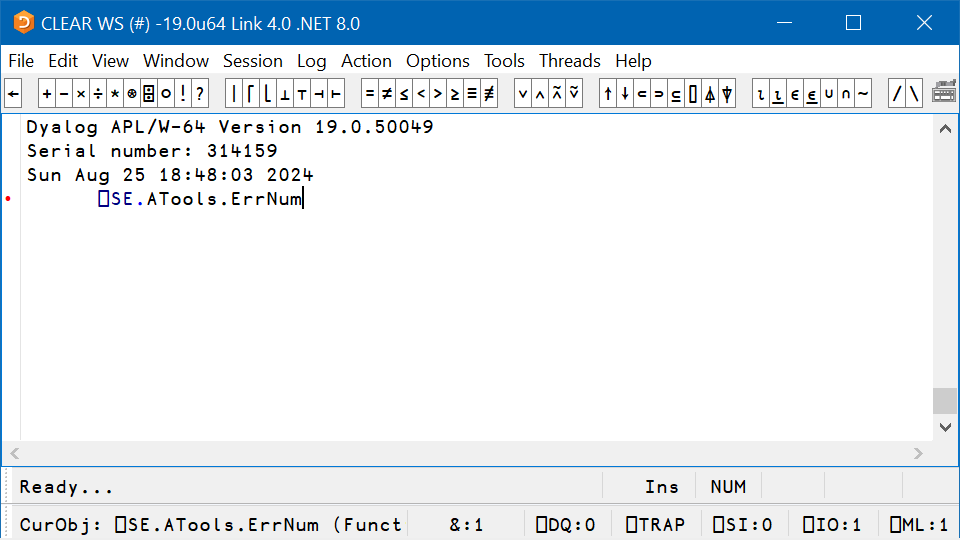 CLEAR WS (#) -19.0u64 Link 4.0 .NET 8.0
File Edit View Window Session Log Action Options Tools Threads Help
← + − × ÷ * ⍟ ⌹ ○ ! ? | ⌈ ⌊ ⊥ ⊤ ⊣ ⊢ = ≠ ≤ < > ≥ ≡ ≢ ∨ ∧ ⍲ ⍱ ↑ ↓ ⊂ ⊃ ⊆ ⌷ ⍋ ⍒ ⍳ ⍸ ∊ ⍷ ∪ ∩ ~ / \
Dyalog APL/W-64 Version 19.0.50049
Serial number: 314159
Sun Aug 25 18:48:03 2024
⎕SE.ATools.ErrNum
Ready... Ins NUM
CurObj: ⎕SE.ATools.ErrNum (Funct &:1 ⎕DQ:0 ⎕TRAP ⎕SI:0 ⎕IO:1 ⎕ML:1